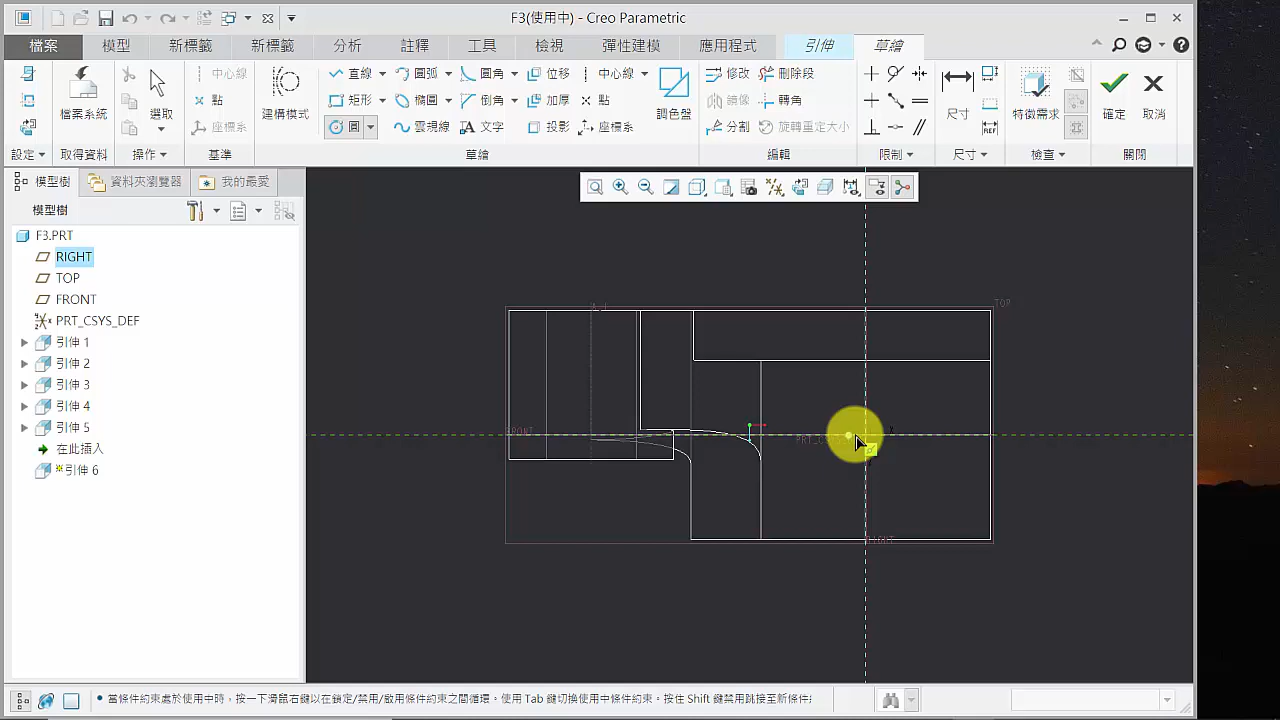 F3(使用中) - Creo Parametric
檔案 模型 新標籤 新標籤 分析 註釋 工具 檢視 彈性建模 應用程式 引伸 草繪
中心線 直線 圓弧 圓角 位移 中心線 修改 刪除段
檔案系統 選取 點 建構模式 矩形 橢圓 倒角 加厚 點 調色盤 鏡像 轉角 尺寸 特徵需求 確定 取消
座標系 圓 雲規線 文字 投影 座標系 分割 旋轉重定大小 REF
設定 取得資料 操作 基準 草繪 編輯 限制 尺寸 檢查 關閉
模型樹 資料夾瀏覽器 我的最愛
模型樹
F3.PRT
RIGHT
TOP
FRONT
PRT_CSYS_DEF
引伸 1
引伸 2
引伸 3
引伸 4
引伸 5
在此插入
引伸 6
TOP
FRONT
RIGHT
當條件約束處於使用中時，按一下滑鼠右鍵以在鎖定/禁用/啟用條件約束之間循環。使用 Tab 鍵切換使用中條件約束。按住 Shift 鍵禁用鎖接至新條件